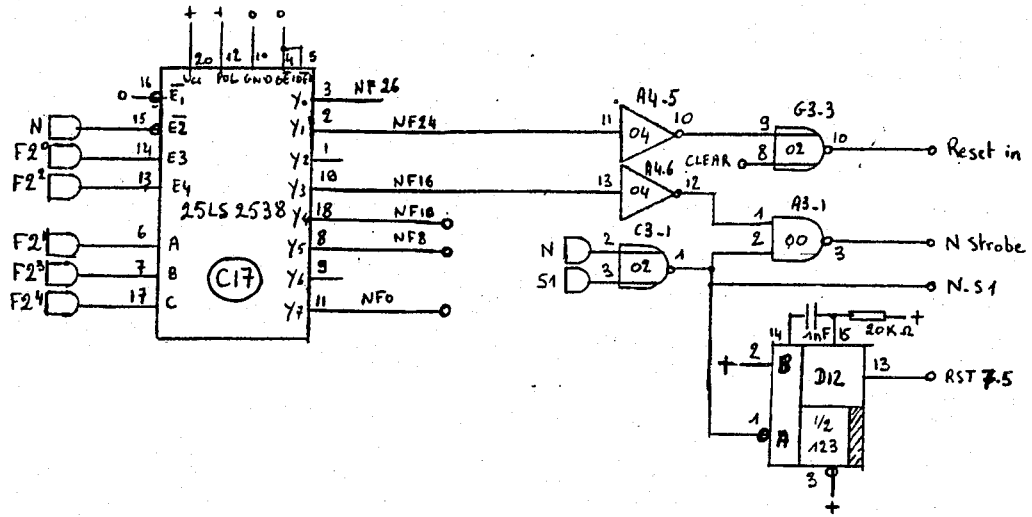 + + o o
20 12 10 4 5
Vcc POL GND OE1 OE2
16 E1
N 15 E2
F2⁰ 14 E3
F2² 13 E4
25LS2538
F2¹ 6 A
F2³ 7 B
F2⁴ 17 C
C17
Y0 3 NF26
Y1 2 NF24
Y2 1
Y3 19 NF16
Y4 18 NF10
Y5 8 NF8
Y6 9
Y7 11 NF0
A4-5
11 04 10
G3-3
9
CLEAR 8 02 10 Reset in
A4.6
13 04 12
A3-1
1
2 00 3 N Strobe
C3-1
N 2
S1 3 02 1
N.S1
14 1nF 15 20KΩ +
+ 2 B D12 13 RST 7.5
1 A 1/2
123
3
+